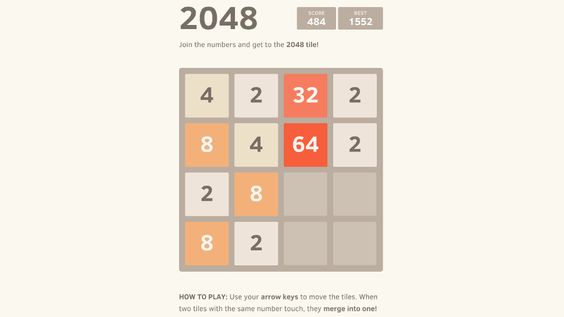 2048
SCORE
484
BEST
1552
Join the numbers and get to the 2048 tile!
4 2 32 2
8 4 64 2
2 8
8 2
HOW TO PLAY: Use your arrow keys to move the tiles. When
two tiles with the same number touch, they merge into one!